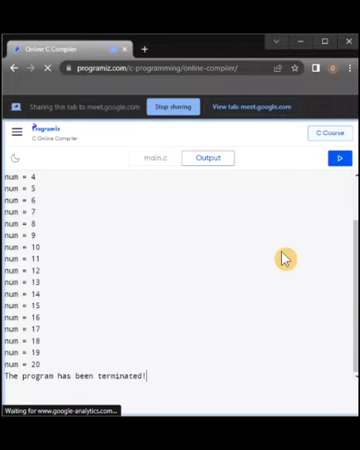 Online C Compiler
programiz.com/c-programming/online-compiler/
Sharing this tab to meet.google.com
Stop sharing
View tab: meet.google.com
Programiz
C Online Compiler
C Course
main.c
Output
num = 4
num = 5
num = 6
num = 7
num = 8
num = 9
num = 10
num = 11
num = 12
num = 13
num = 14
num = 15
num = 16
num = 17
num = 18
num = 19
num = 20
The program has been terminated!
Waiting for www.google-analytics.com...